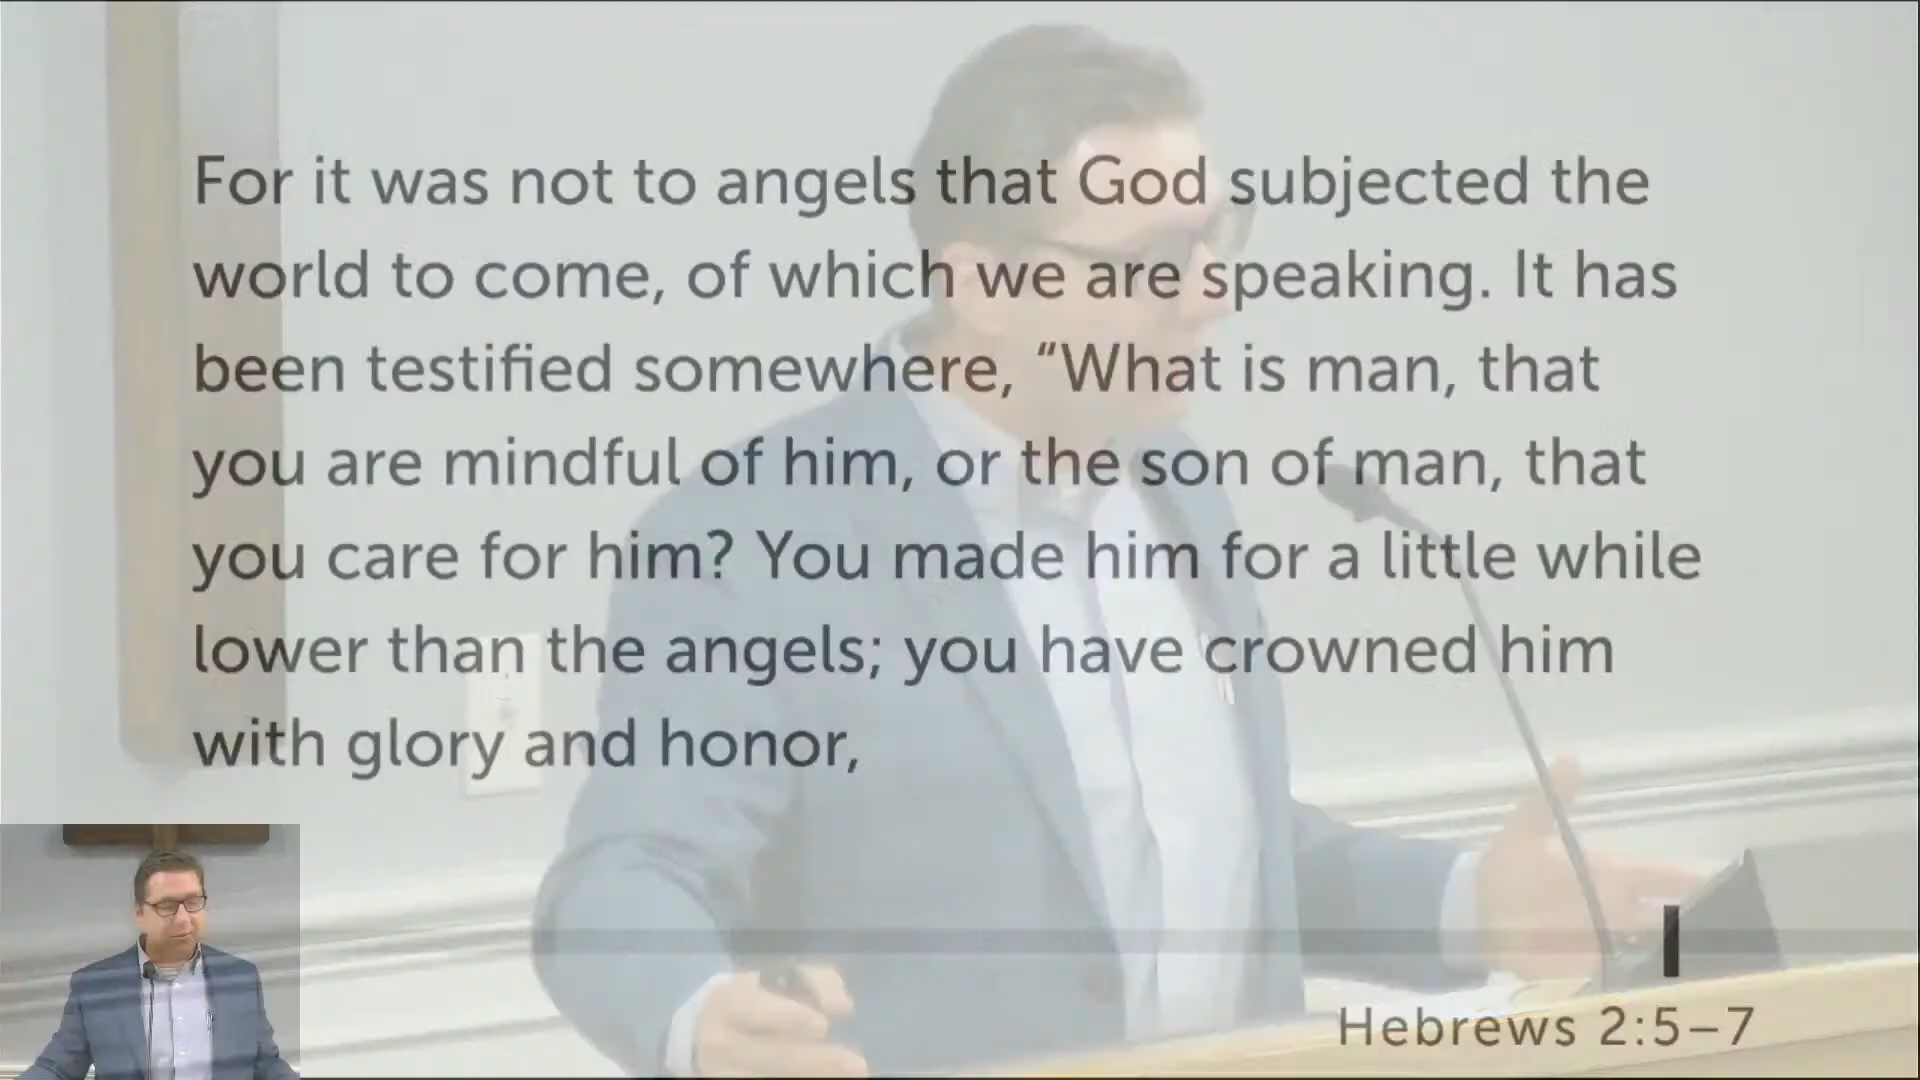 For it was not to angels that God subjected the
world to come, of which we are speaking. It has
been testified somewhere, “What is man, that
you are mindful of him, or the son of man, that
you care for him? You made him for a little while
lower than the angels; you have crowned him
with glory and honor,
Hebrews 2:5–7